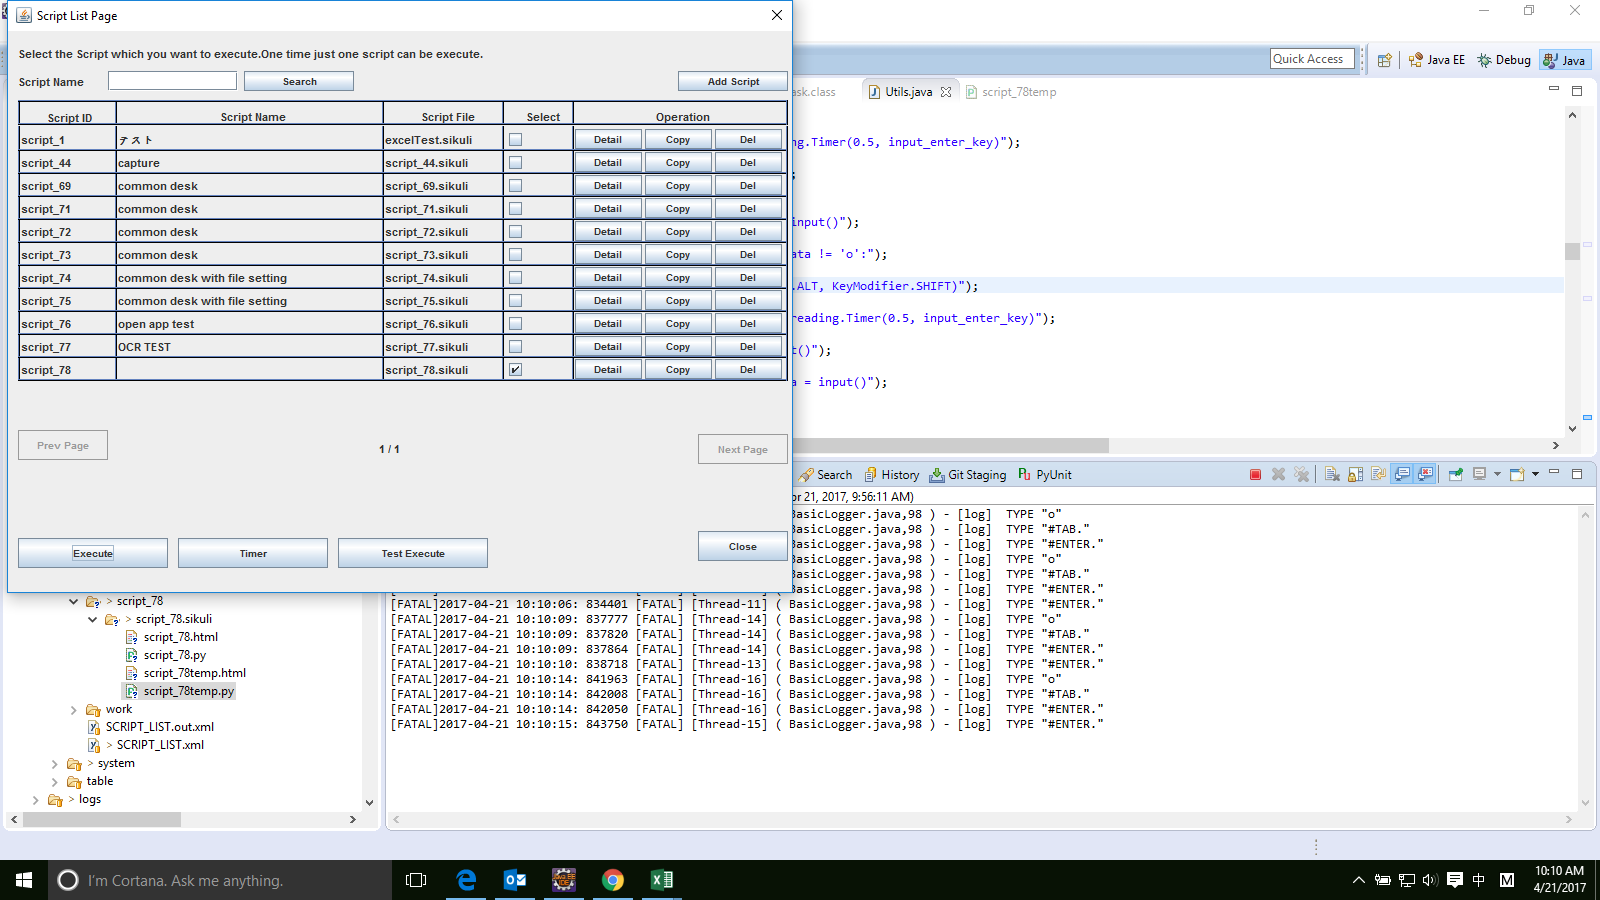 Script List Page
Select the Script which you want to execute.One time just one script can be execute.
Script Name Search Add Script
Script ID Script Name Script File Select Operation
script_1 テスト excelTest.sikuli Detail Copy Del
script_44 capture script_44.sikuli Detail Copy Del
script_69 common desk script_69.sikuli Detail Copy Del
script_71 common desk script_71.sikuli Detail Copy Del
script_72 common desk script_72.sikuli Detail Copy Del
script_73 common desk script_73.sikuli Detail Copy Del
script_74 common desk with file setting script_74.sikuli Detail Copy Del
script_75 common desk with file setting script_75.sikuli Detail Copy Del
script_76 open app test script_76.sikuli Detail Copy Del
script_77 OCR TEST script_77.sikuli Detail Copy Del
script_78 script_78.sikuli Detail Copy Del
Prev Page 1 / 1 Next Page
Execute Timer Test Execute Close
Quick Access Java EE Debug Java
ask.class Utils.java script_78temp
ng.Timer(0.5, input_enter_key)");
;
input()");
ata != 'o':");
.ALT, KeyModifier.SHIFT)");
reading.Timer(0.5, input_enter_key)");
t()");
a = input()");
Search History Git Staging PyUnit
or 21, 2017, 9:56:11 AM)
BasicLogger.java,98 ) - [log] TYPE "o"
BasicLogger.java,98 ) - [log] TYPE "#TAB."
BasicLogger.java,98 ) - [log] TYPE "#ENTER."
BasicLogger.java,98 ) - [log] TYPE "o"
BasicLogger.java,98 ) - [log] TYPE "#TAB."
BasicLogger.java,98 ) - [log] TYPE "#ENTER."
[FATAL]2017-04-21 10:10:06: 834401 [FATAL] [Thread-11] ( BasicLogger.java,98 ) - [log] TYPE "#ENTER."
[FATAL]2017-04-21 10:10:09: 837777 [FATAL] [Thread-14] ( BasicLogger.java,98 ) - [log] TYPE "o"
[FATAL]2017-04-21 10:10:09: 837820 [FATAL] [Thread-14] ( BasicLogger.java,98 ) - [log] TYPE "#TAB."
[FATAL]2017-04-21 10:10:09: 837864 [FATAL] [Thread-14] ( BasicLogger.java,98 ) - [log] TYPE "#ENTER."
[FATAL]2017-04-21 10:10:10: 838718 [FATAL] [Thread-13] ( BasicLogger.java,98 ) - [log] TYPE "#ENTER."
[FATAL]2017-04-21 10:10:14: 841963 [FATAL] [Thread-16] ( BasicLogger.java,98 ) - [log] TYPE "o"
[FATAL]2017-04-21 10:10:14: 842008 [FATAL] [Thread-16] ( BasicLogger.java,98 ) - [log] TYPE "#TAB."
[FATAL]2017-04-21 10:10:14: 842050 [FATAL] [Thread-16] ( BasicLogger.java,98 ) - [log] TYPE "#ENTER."
[FATAL]2017-04-21 10:10:15: 843750 [FATAL] [Thread-15] ( BasicLogger.java,98 ) - [log] TYPE "#ENTER."
> script_78
> script_78.sikuli
script_78.html
script_78.py
script_78temp.html
script_78temp.py
work
SCRIPT_LIST.out.xml
> SCRIPT_LIST.xml
> system
table
> logs
I'm Cortana. Ask me anything.
中 M 10:10 AM
4/21/2017